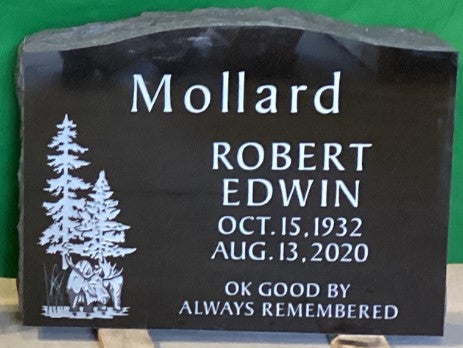 Mollard
ROBERT
EDWIN
OCT. 15, 1932
AUG. 13, 2020
OK GOOD BY
ALWAYS REMEMBERED